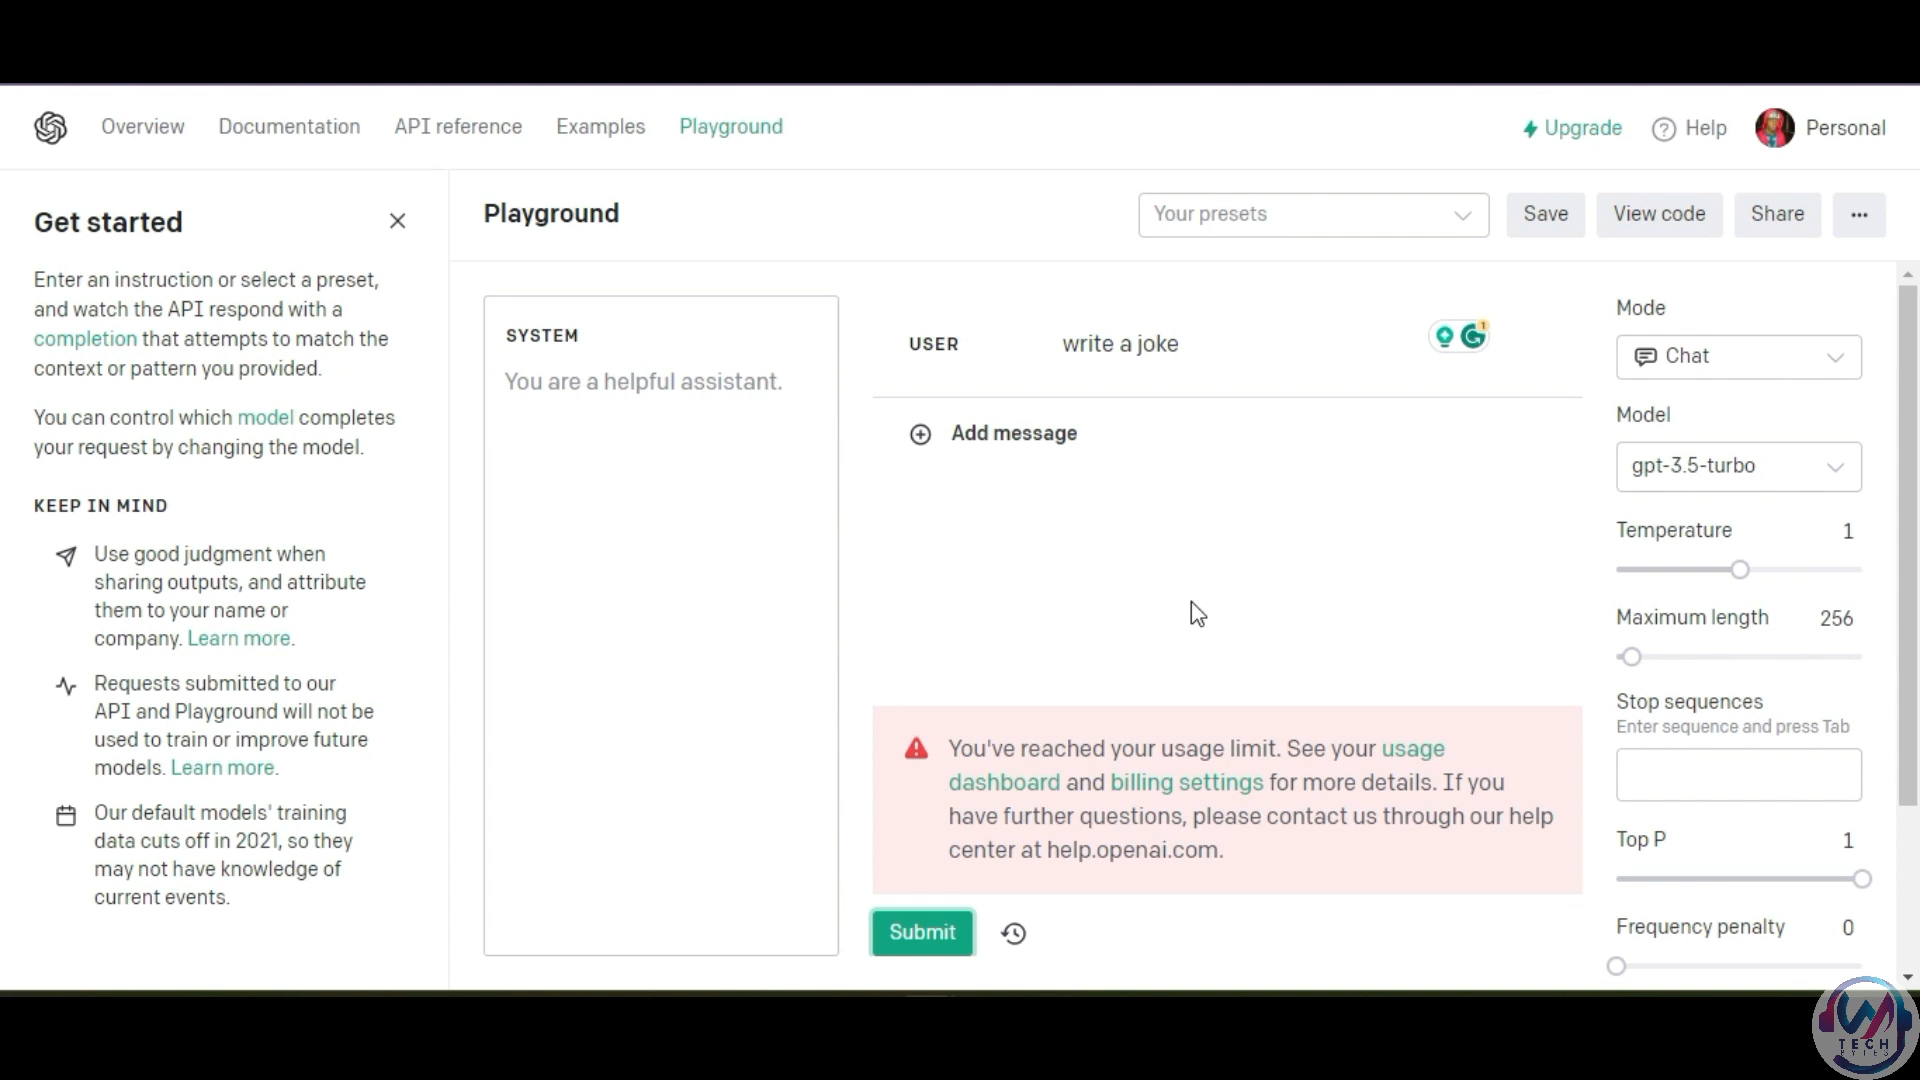 Overview Documentation API reference Examples Playground Upgrade Help Personal
Get started
Enter an instruction or select a preset,
and watch the API respond with a
completion that attempts to match the
context or pattern you provided.
You can control which model completes
your request by changing the model.
KEEP IN MIND
Use good judgment when
sharing outputs, and attribute
them to your name or
company. Learn more.
Requests submitted to our
API and Playground will not be
used to train or improve future
models. Learn more.
Our default models' training
data cuts off in 2021, so they
may not have knowledge of
current events.
Playground
Your presets
Save
View code
Share
...
SYSTEM
You are a helpful assistant.
USER write a joke
1
Add message
You've reached your usage limit. See your usage
dashboard and billing settings for more details. If you
have further questions, please contact us through our help
center at help.openai.com.
Submit
Mode
Chat
Model
gpt-3.5-turbo
Temperature 1
Maximum length 256
Stop sequences
Enter sequence and press Tab
Top P 1
Frequency penalty 0
TECH
BYTES